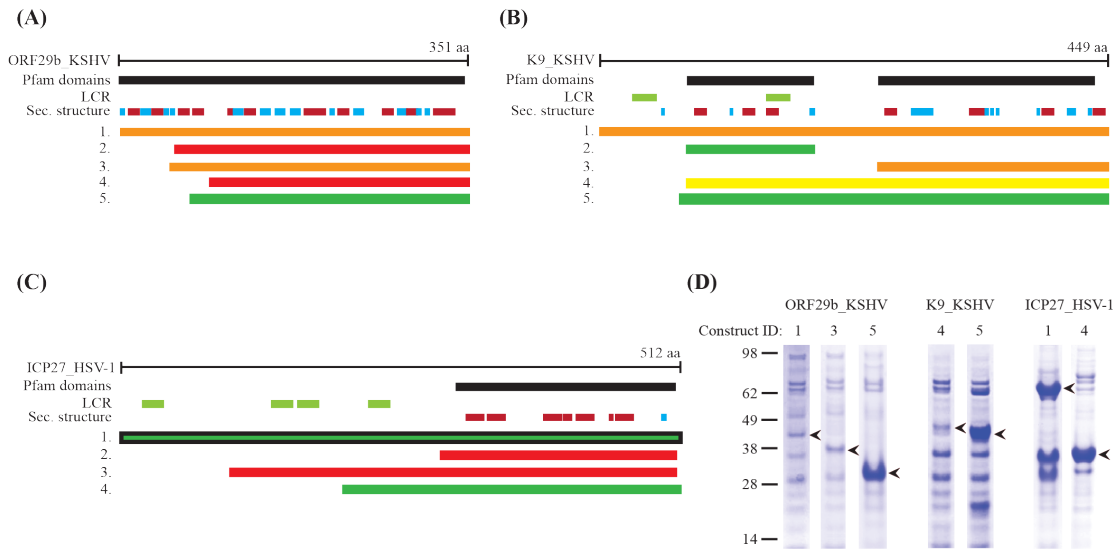 (A)
351 aa
ORF29b_KSHV
Pfam domains
LCR
Sec. structure
1.
2.
3.
4.
5.
(B)
449 aa
K9_KSHV
Pfam domains
LCR
Sec. structure
1.
2.
3.
4.
5.
(C)
512 aa
ICP27_HSV-1
Pfam domains
LCR
Sec. structure
1.
2.
3.
4.
(D)
ORF29b_KSHV K9_KSHV ICP27_HSV-1
Construct ID: 1 3 5 4 5 1 4
98
62
49
38
28
14